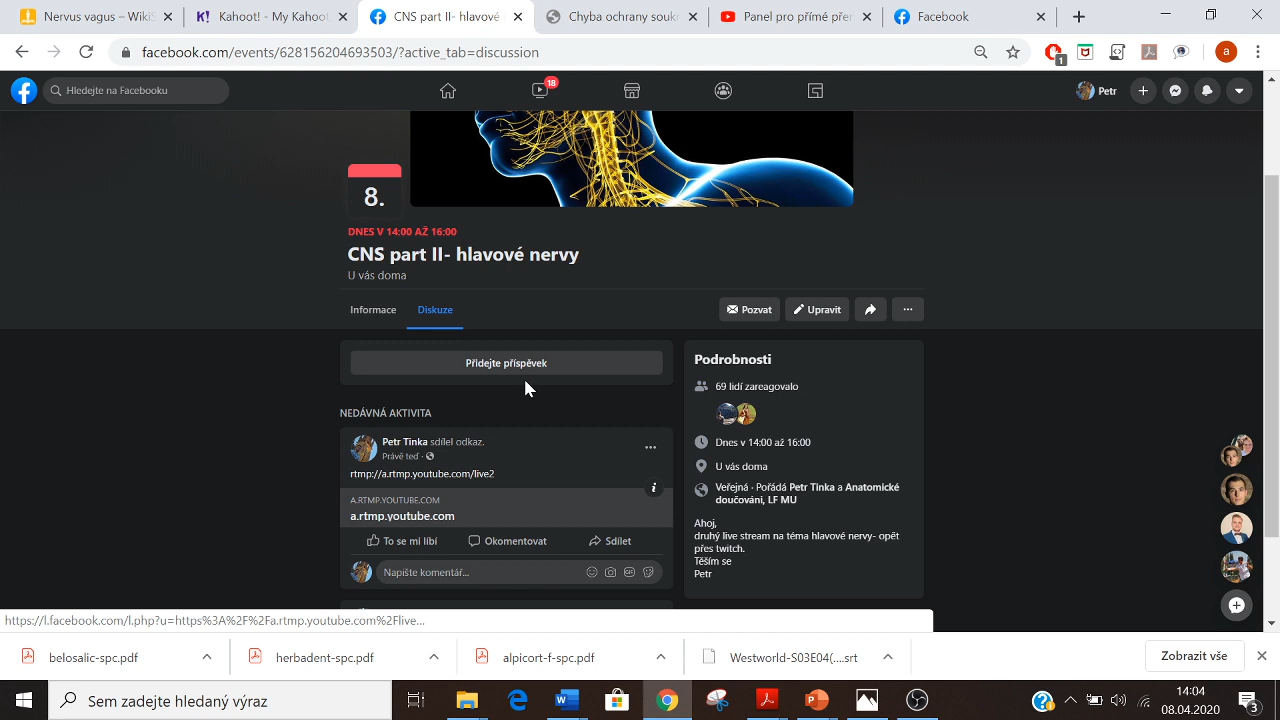 Nervus vagus – WikiS
Kahoot! - My Kahoot
CNS part II- hlavové
Chyba ochrany souk
Panel pro přímé přer
Facebook
facebook.com/events/628156204693503/?active_tab=discussion
1
a
Hledejte na Facebooku
18
Petr
8.
DNES V 14:00 AŽ 16:00
CNS part II- hlavové nervy
U vás doma
Informace
Diskuze
Pozvat
Upravit
Přidejte příspěvek
NEDÁVNÁ AKTIVITA
Petr Tinka sdílel odkaz.
Právě teď ·
rtmp://a.rtmp.youtube.com/live2
A.RTMP.YOUTUBE.COM
a.rtmp.youtube.com
To se mi líbí
Okomentovat
Sdílet
Napište komentář...
Podrobnosti
69 lidí zareagovalo
Dnes v 14:00 až 16:00
U vás doma
Veřejná · Pořádá Petr Tinka a Anatomické
doučování, LF MU
Ahoj,
druhý live stream na téma hlavové nervy- opět
přes twitch.
Těším se
Petr
https://l.facebook.com/l.php?u=https%3A%2F%2Fa.rtmp.youtube.com%2Flive...
belosalic-spc.pdf
herbadent-spc.pdf
alpicort-f-spc.pdf
Westworld-S03E04(....srt
Zobrazit vše
Sem zadejte hledaný výraz
14:04
08.04.2020
3